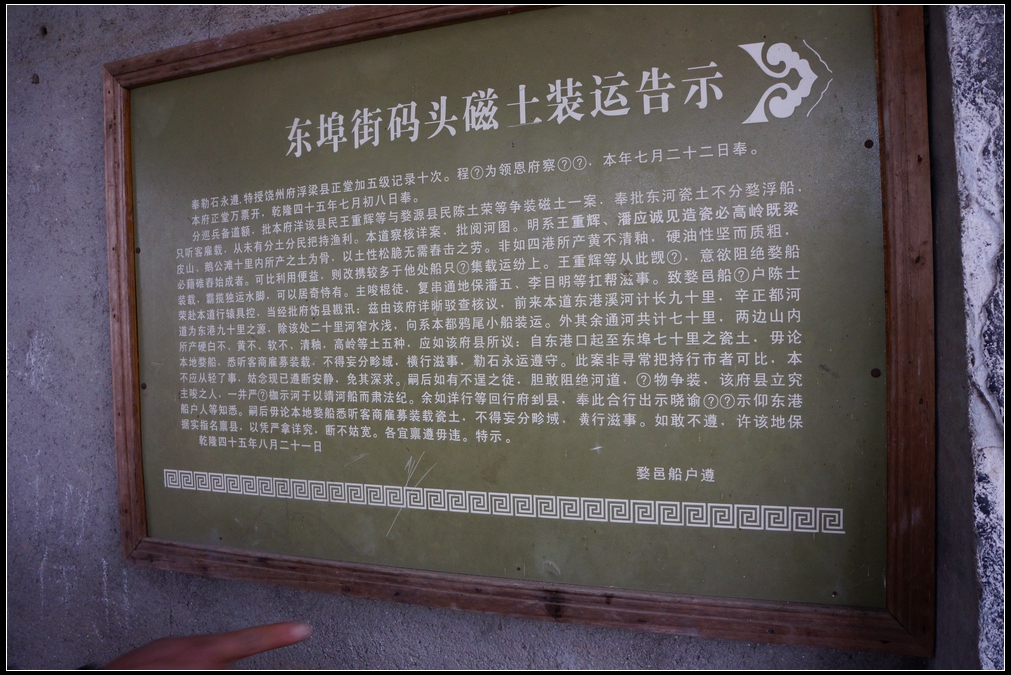 东埠街码头磁土装运告示
奉勒石永遵,特授饶州府浮梁县正堂加五级记录十次。程?为领恩府察??,本年七月二十二日奉。
本府正堂万票开,乾隆四十五年七月初八日奉。
分巡兵备道额,批本府洋该县民王重辉等与婺源县民陈土荣等争装磁土一案,奉批东河瓷土不分婺浮船,
只听客雇载,从未有分土分民把持渔利。本道察核详案,批阅河图。明系王重辉、潘应诚见造瓷必高岭既梁
皮山,鹅公滩十里内所产之土为骨,以土性松脆无需舂击之劳。非如四港所产黄不清釉,硬油性坚而质粗,
必藉碓舂始成者。可比利用便益,则改携较多于他处船只?集载运纷上。王重辉等从此觊?,意欲阻绝婺船
装载,霸揽独运水脚,可以居奇恃有。主唆棍徒,复串通地保潘五、李目明等扛帮滋事。致婺邑船?户陈士
荣赴本道行辕具控,当经批府饬县戡讯;兹由该府详晰驳查核议,前来本道东港溪河计长九十里,辛正都河
道为东港九十里之源,除该处二十里河窄水浅,向系本都鸦尾小船装运。外其余通河共计七十里,两边山内
所产硬白不、黄不、软不、清釉,高岭等土五种,应如该府县所议;自东港口起至东埠七十里之瓷土,毋论
本地婺船,悉听客商雇募装载,不得妄分畛域,横行滋事,勒石永运遵守。此案非寻常把持行市者可比,本
不应从轻了事,姑念现已遵断安静,免其深求。嗣后如有不逞之徒,胆敢阻绝河道,?物争装,该府县立究
主唆之人,一井严?枷示河于以靖河船而肃法纪。余如详行等回行府到县,奉此合行出示晓谕??示仰东港
船户人等知悉。嗣后毋论本地婺船悉听客商雇募装载瓷土,不得妄分畛域,黄行滋事。如敢不遵,许该地保
据实指名禀县,以凭严拿详究,断不姑宽。各宜禀遵毋违。特示。
乾隆四十五年八月二十一日
婺邑船户遵